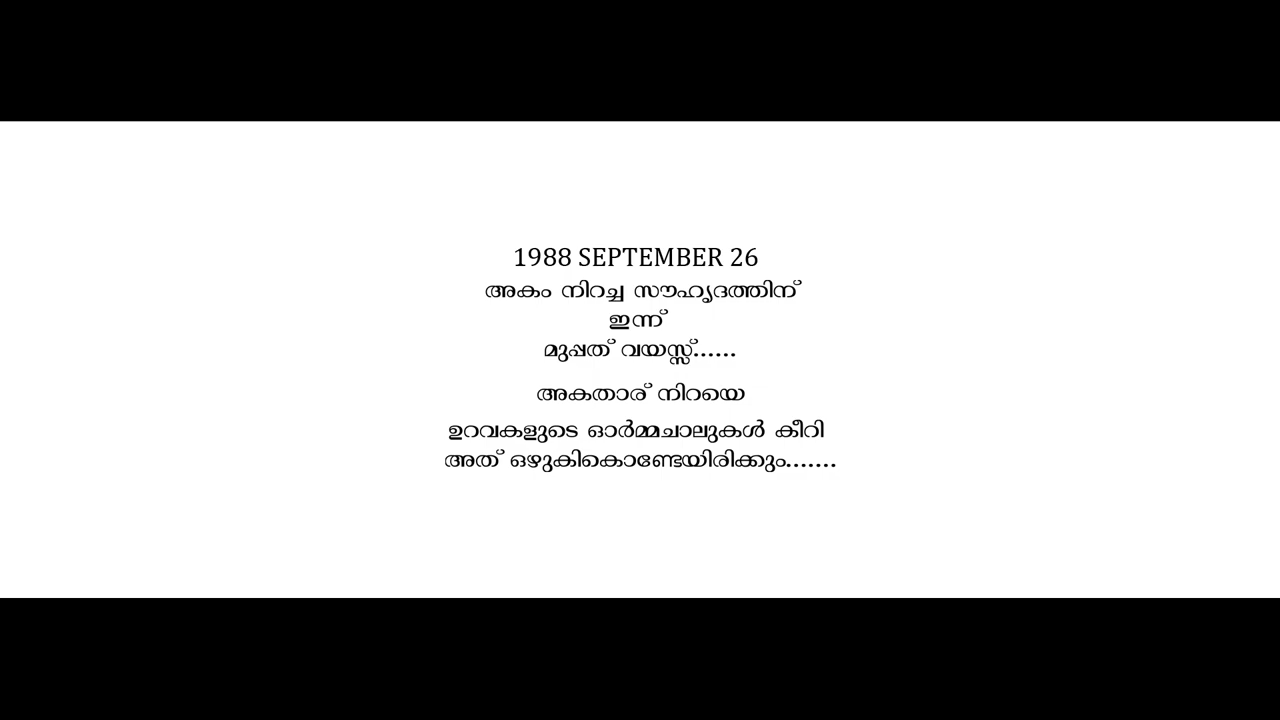 1988 SEPTEMBER 26
അകം നിറച്ച സൗഹൃദത്തിന്
ഇന്ന്
മുപ്പത് വയസ്സ്......
അകതാര് നിറയെ
ഉറവകളുടെ ഓർമ്മചാലുകൾ കീറി
അത് ഒഴുകികൊണ്ടേയിരിക്കും.......